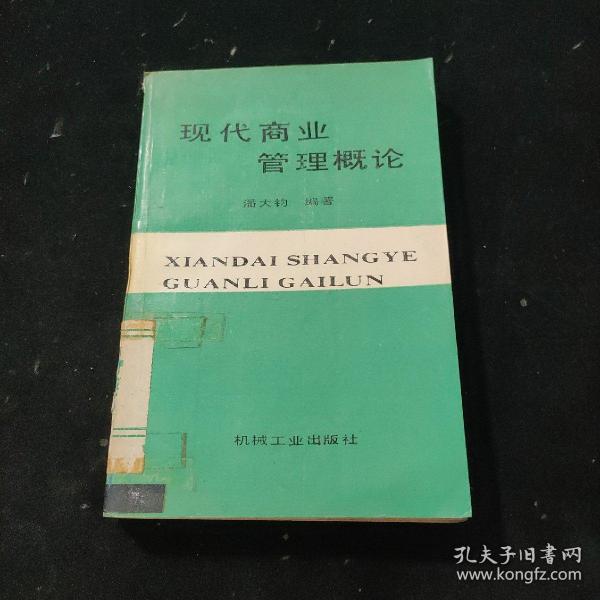 现代商业
管理概论
潘大钧 编著
XIANDAI SHANGYE
GUANLI GAILUN
机械工业出版社
孔夫子旧書网
www.kongfz.com